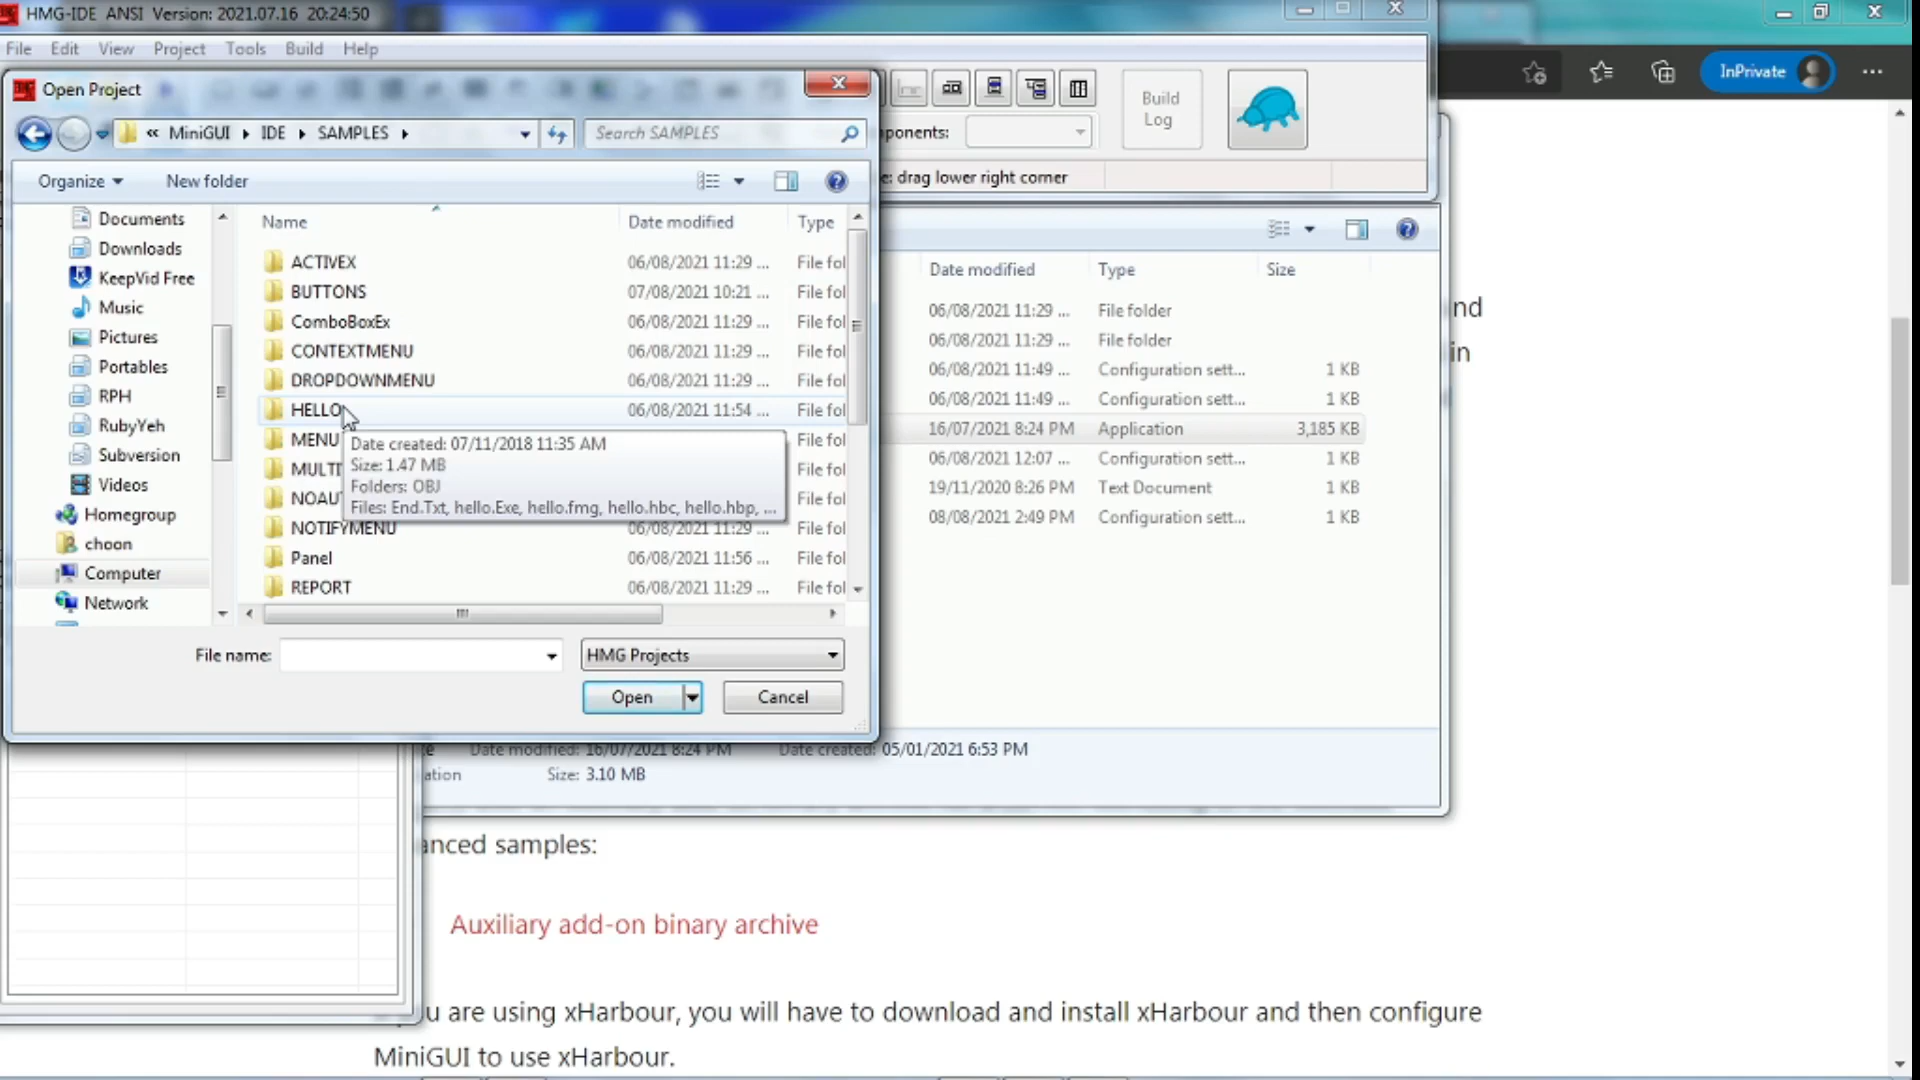 HMG-IDE ANSI Version: 2021.07.16 20:24:50
File Edit View Project Tools Build Help
InPrivate
Open Project
« MiniGUI IDE SAMPLES
Search SAMPLES
ponents:
Build Log
e: drag lower right corner
Organize
New folder
Name Date modified Type
Documents
Downloads
KeepVid Free
Music
Pictures
Portables
RPH
RubyYeh
Subversion
Videos
Homegroup
choon
Computer
Network
ACTIVEX 06/08/2021 11:29 ... File fol
BUTTONS 07/08/2021 10:21 ... File fol
ComboBoxEx 06/08/2021 11:29 ... File fol
CONTEXTMENU 06/08/2021 11:29 ... File fol
DROPDOWNMENU 06/08/2021 11:29 ... File fol
HELLO 06/08/2021 11:54 ... File fol
MENU File fol
MULTI File fol
NOAU File fol
NOTIFYMENU 06/08/2021 11:29 ... File fol
Panel 06/08/2021 11:56 ... File fol
REPORT 06/08/2021 11:29 ... File fol
Date created: 07/11/2018 11:35 AM
Size: 1.47 MB
Folders: OBJ
Files: End.Txt, hello.Exe, hello.fmg, hello.hbc, hello.hbp, ...
File name:
HMG Projects
Open
Cancel
Date modified Type Size
06/08/2021 11:29 ... File folder
06/08/2021 11:29 ... File folder
06/08/2021 11:49 ... Configuration sett... 1 KB
06/08/2021 11:49 ... Configuration sett... 1 KB
16/07/2021 8:24 PM Application 3,185 KB
06/08/2021 12:07 ... Configuration sett... 1 KB
19/11/2020 8:26 PM Text Document 1 KB
08/08/2021 2:49 PM Configuration sett... 1 KB
nd
in
e Date modified: 16/07/2021 8:24 PM Date created: 05/01/2021 6:53 PM
ation Size: 3.10 MB
anced samples:
Auxiliary add-on binary archive
u are using xHarbour, you will have to download and install xHarbour and then configure
MiniGUI to use xHarbour.